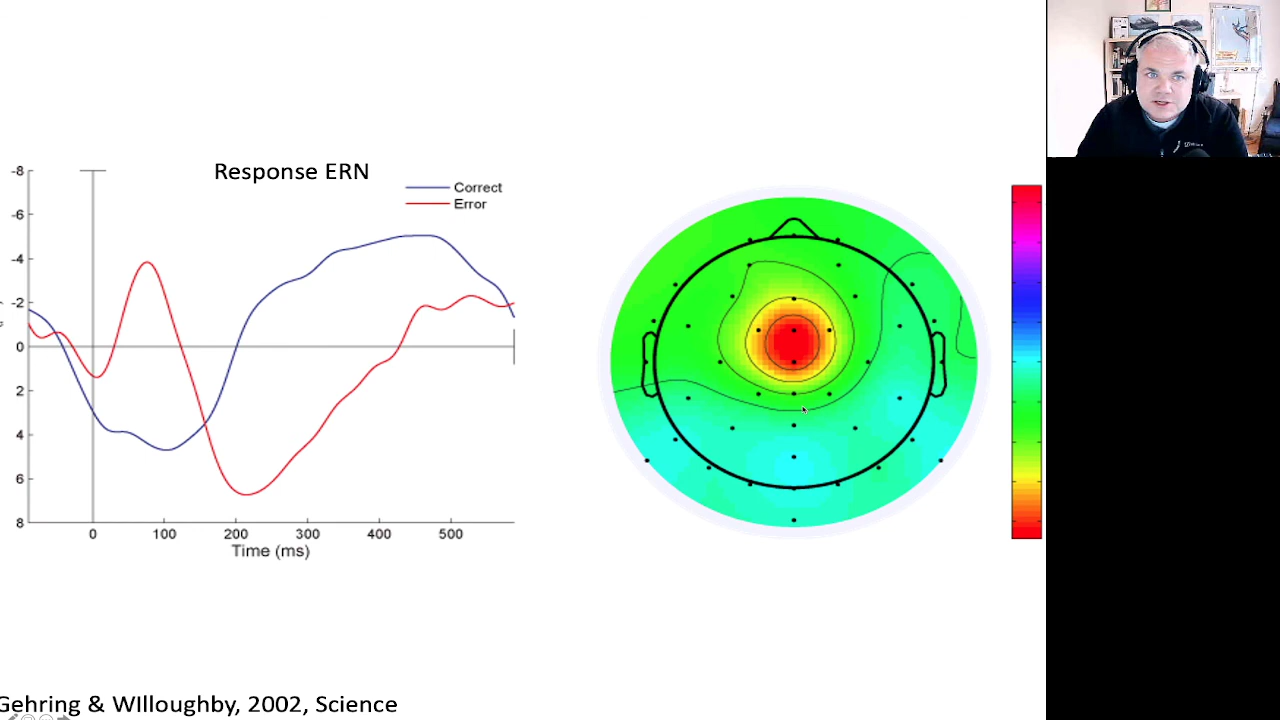 Response ERN
Correct
Error
-8
-6
-4
-2
0
2
4
6
8
0 100 200 300 400 500
Time (ms)
Gehring & WIlloughby, 2002, Science